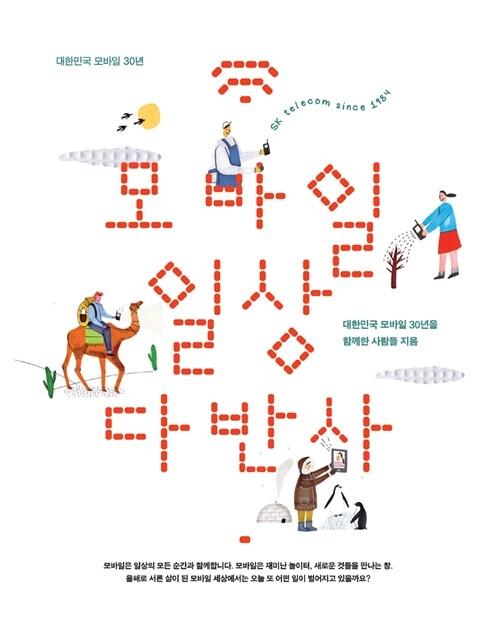 대한민국 모바일 30년
SK telecom since 1984
모바일
일상
다반사
대한민국 모바일 30년을
함께한 사람들 지음
모바일은 일상의 모든 순간과 함께합니다. 모바일은 재미난 놀이터, 새로운 것들을 만나는 창.
올해로 서른 살이 된 모바일 세상에서는 오늘 또 어떤 일이 벌어지고 있을까요?